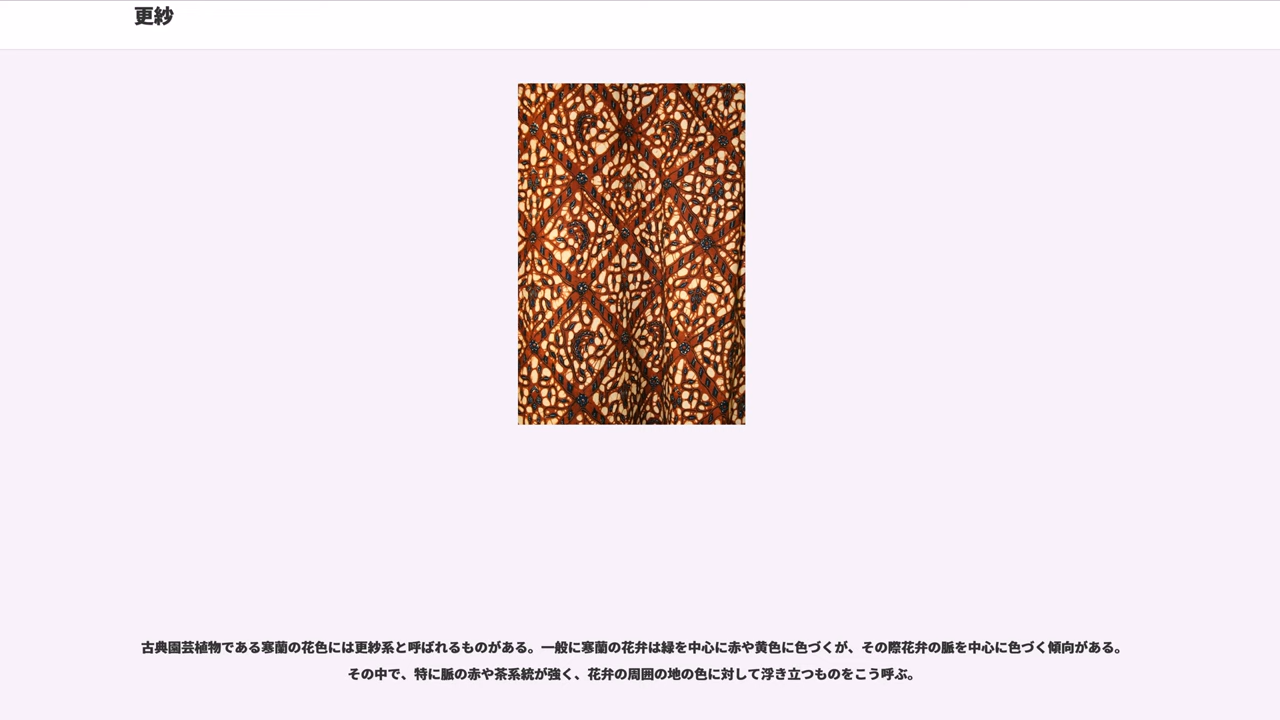 更紗
古典園芸植物である寒蘭の花色には更紗系と呼ばれるものがある。一般に寒蘭の花弁は緑を中心に赤や黄色に色づくが、その際花弁の脈を中心に色づく傾向がある。
その中で、特に脈の赤や茶系統が強く、花弁の周囲の地の色に対して浮き立つものをこう呼ぶ。